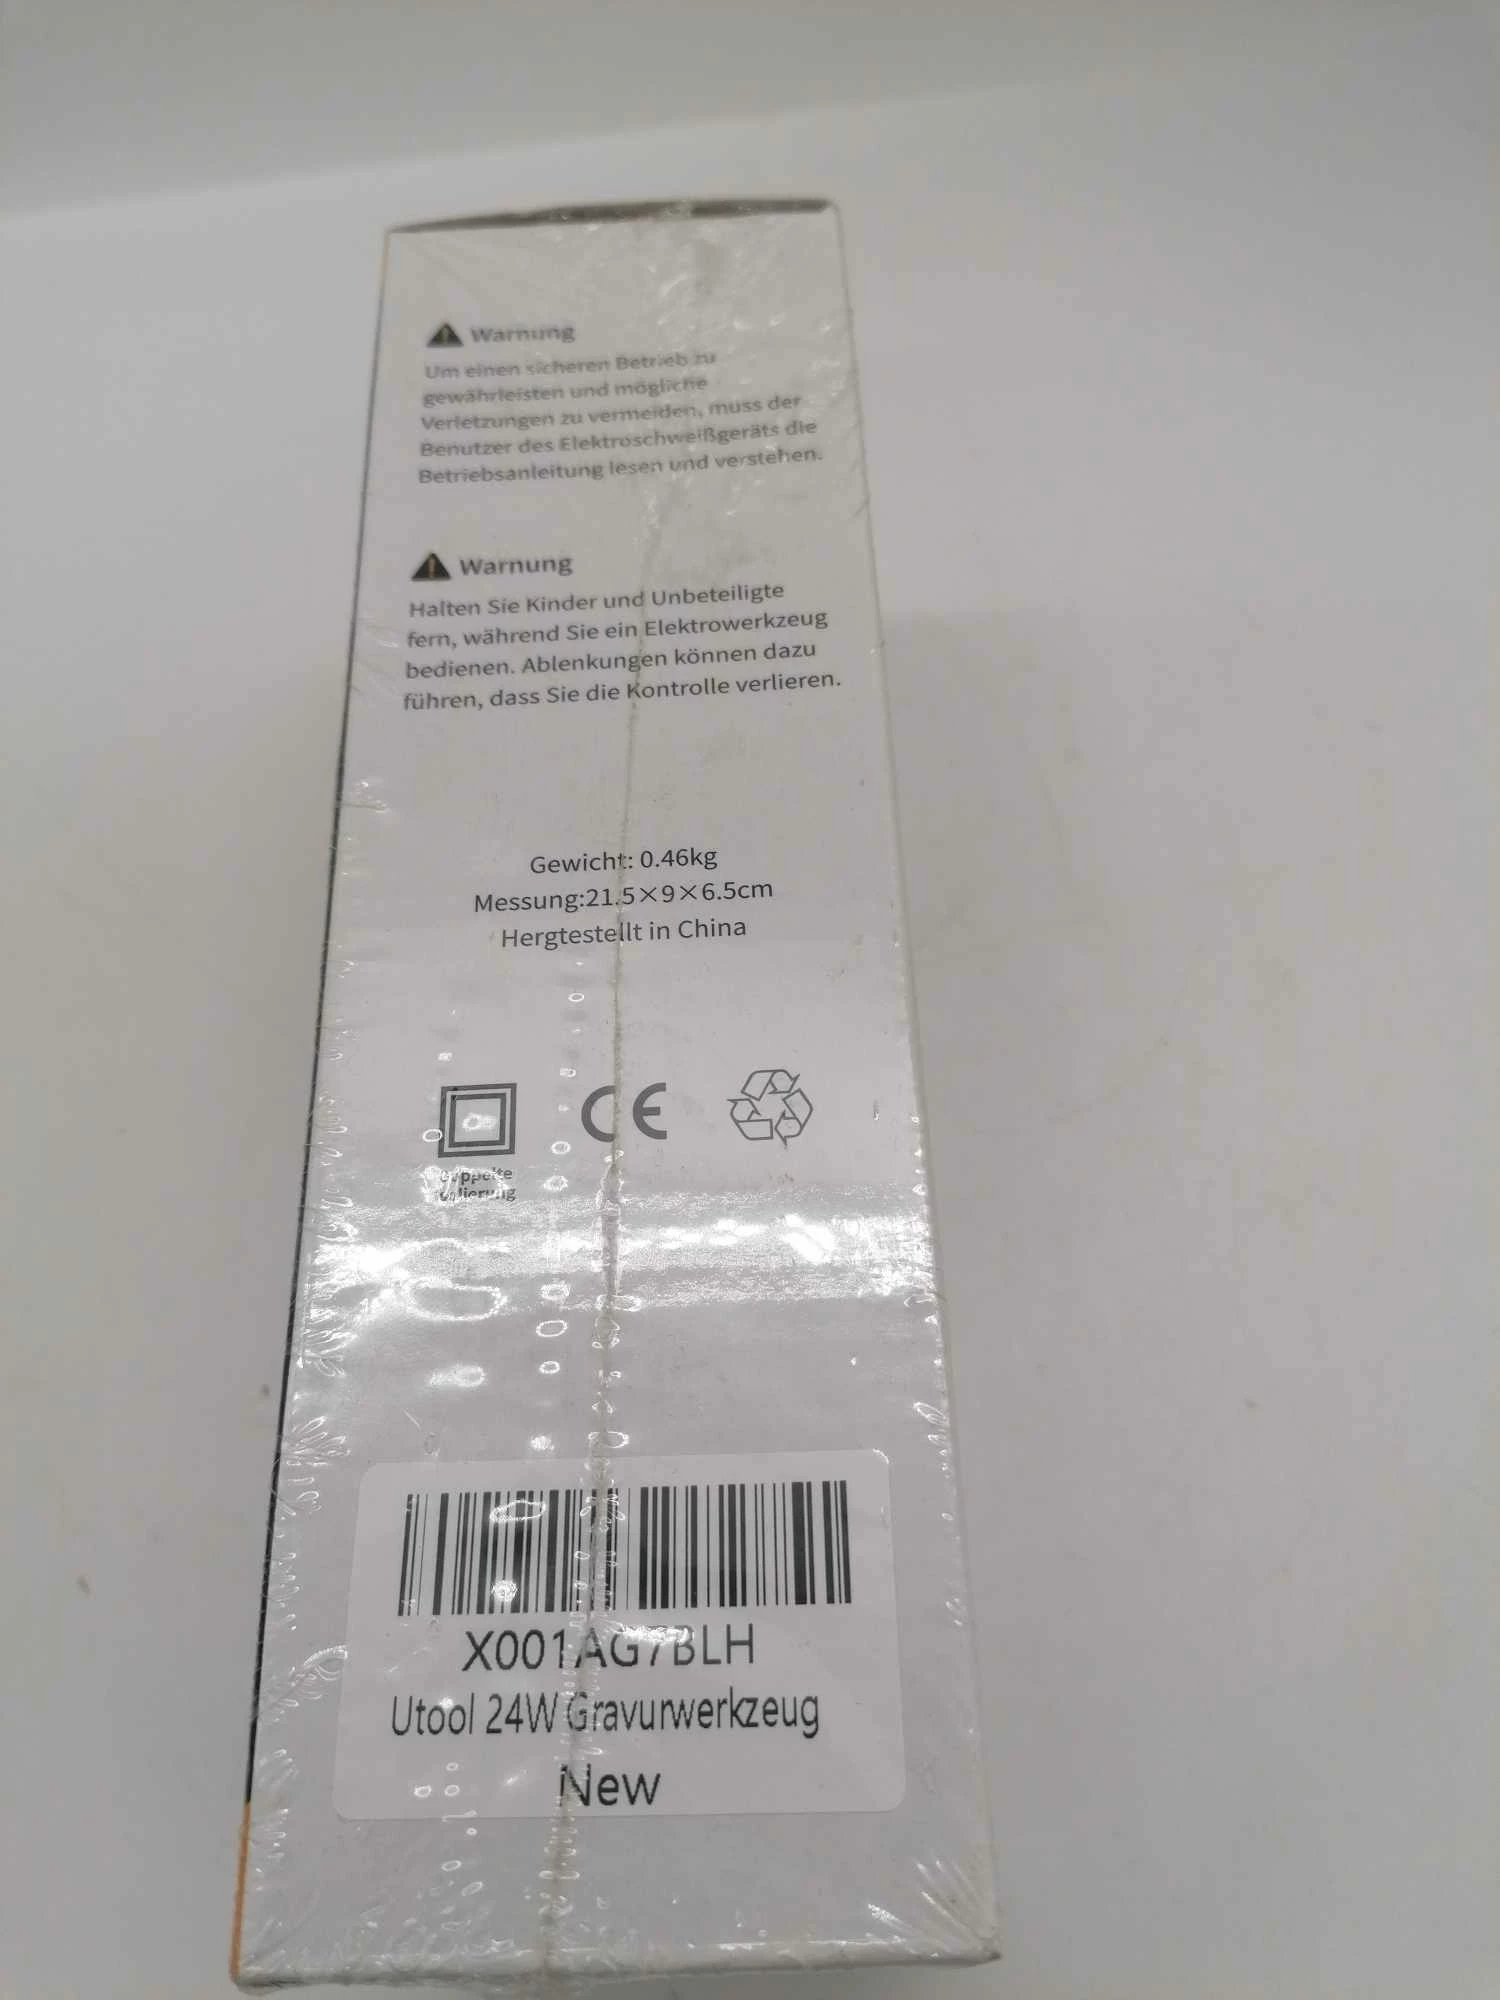 Warnung
Um einen sicheren Betrieb zu
gewährleisten und mögliche
Verletzungen zu vermeiden, muss der
Benutzer des Elektroschweißgeräts die
Betriebsanleitung lesen und verstehen.
Warnung
Halten Sie Kinder und Unbeteiligte
fern, während Sie ein Elektrowerkzeug
bedienen. Ablenkungen können dazu
führen, dass Sie die Kontrolle verlieren.
Gewicht: 0.46kg
Messung:21.5×9×6.5cm
Hergtestellt in China
CE
Doppelte
Isolierung
X001AG7BLH
Utool 24W Gravurwerkzeug
New